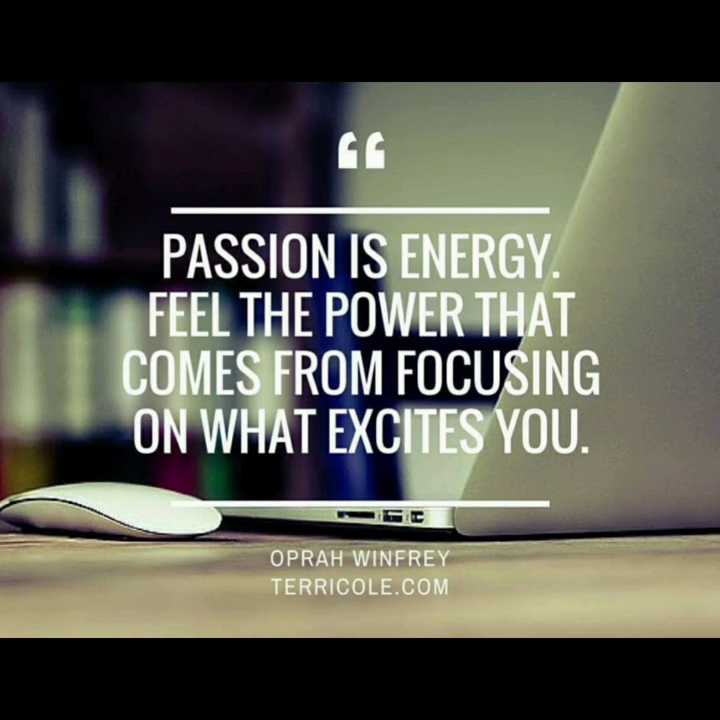 “
PASSION IS ENERGY.
FEEL THE POWER THAT
COMES FROM FOCUSING
ON WHAT EXCITES YOU.
OPRAH WINFREY
TERRICOLE.COM